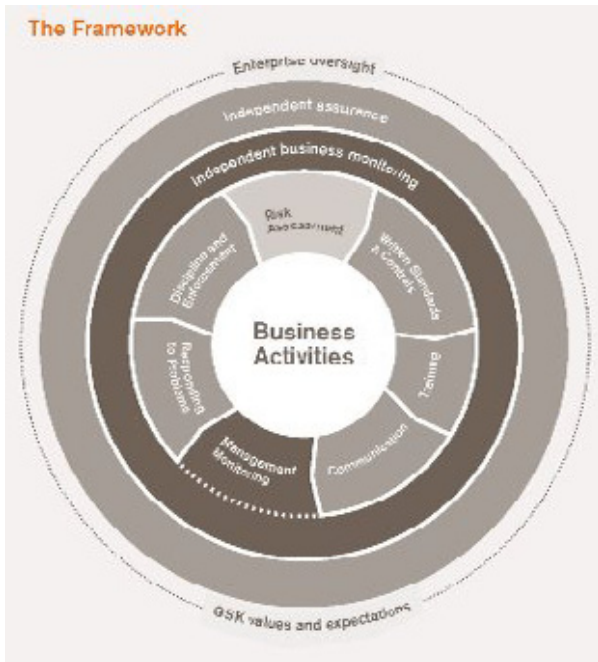 The Framework
Enterprise oversight
Independent assurance
Independent business monitoring
Risk
Assessment
Written Standards
& Controls
Training
Communication
Management
Monitoring
Responding
to Problems
Discipline and
Enforcement
Business
Activities
GSK values and expectations